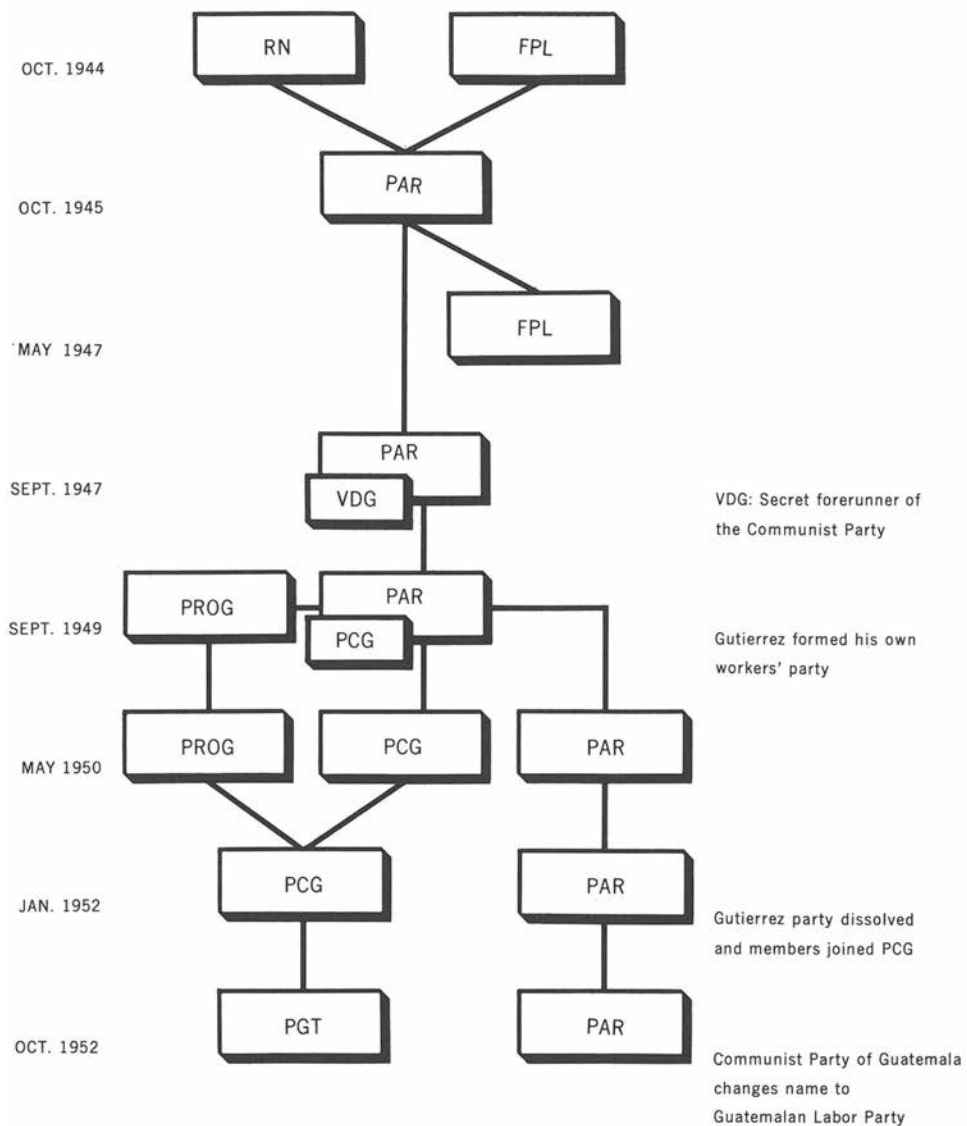 RN
FPL
OCT. 1944
PAR
OCT. 1945
FPL
MAY 1947
PAR
VDG
SEPT. 1947
VDG: Secret forerunner of
the Communist Party
PROG
PAR
PCG
SEPT. 1949
Gutierrez formed his own
workers' party
PROG
PCG
PAR
MAY 1950
PCG
PAR
JAN. 1952
Gutierrez party dissolved
and members joined PCG
PGT
PAR
OCT. 1952
Communist Party of Guatemala
changes name to
Guatemalan Labor Party